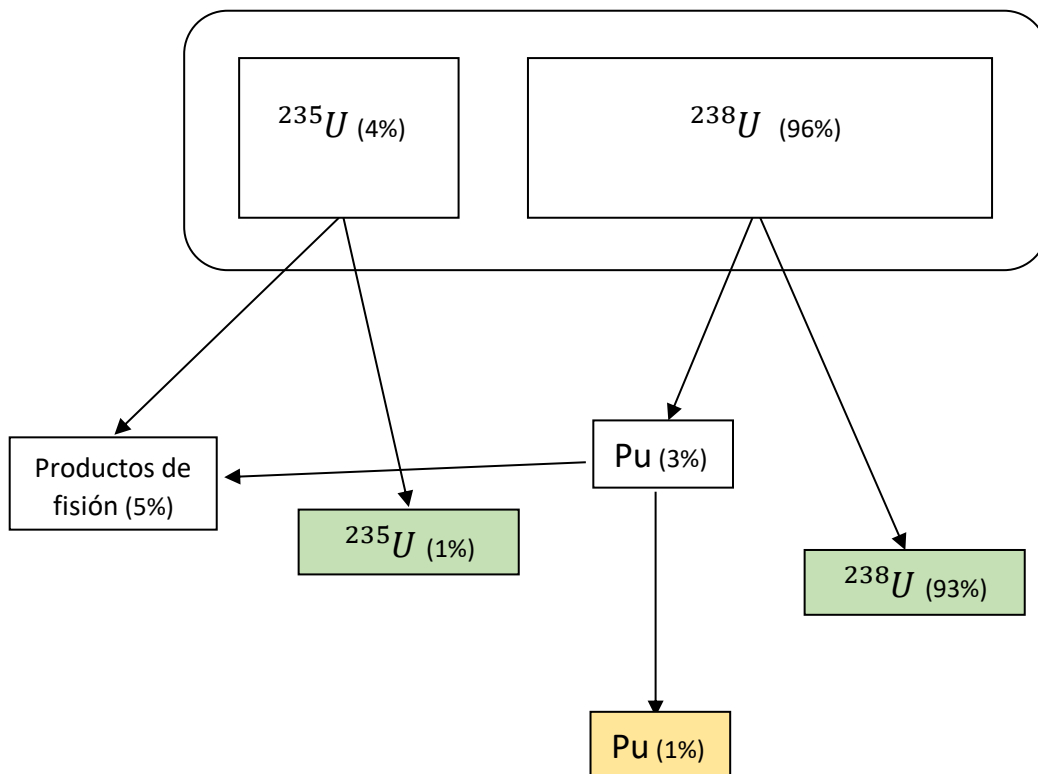 ²³⁵U (4%)
²³⁸U (96%)
Productos de
fisión (5%)
Pu (3%)
²³⁵U (1%)
²³⁸U (93%)
Pu (1%)